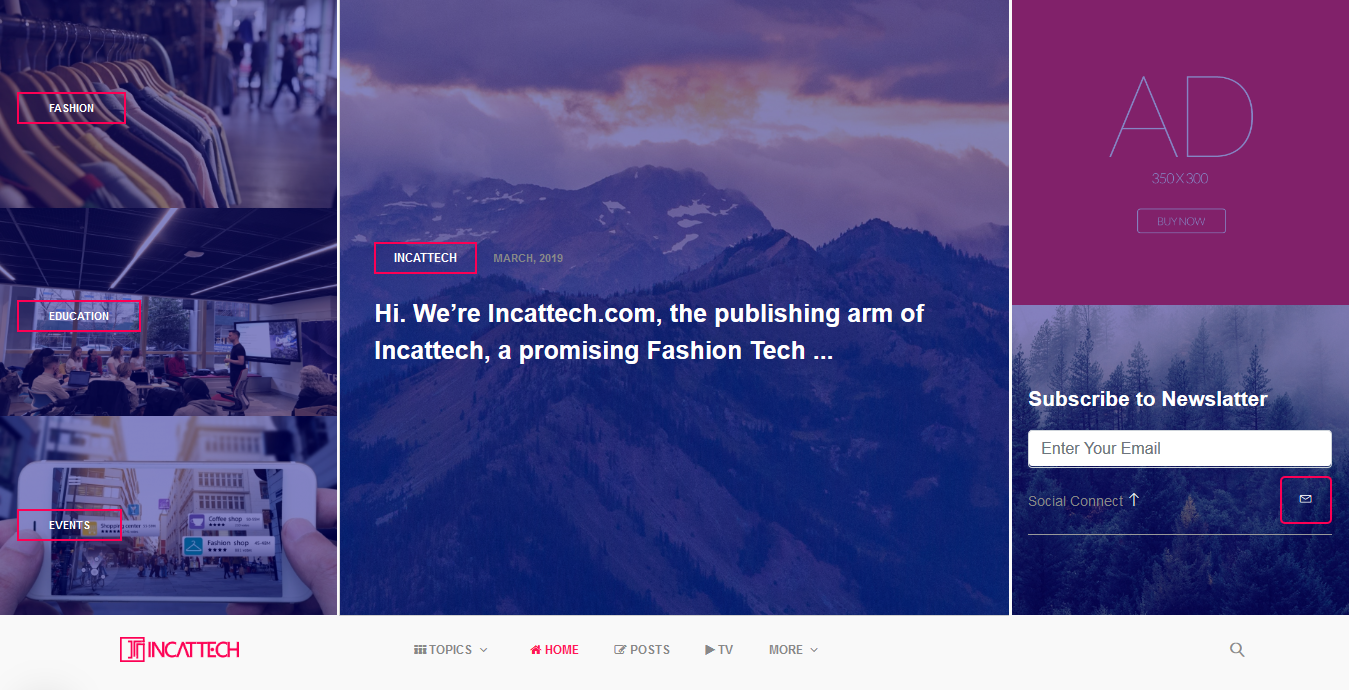 FASHION
EDUCATION
EVENTS
Coffee shop
Shopping center
Fashion shop
INCATTECH
MARCH, 2019
Hi. We’re Incattech.com, the publishing arm of
Incattech, a promising Fashion Tech ...
AD
350X300
BUY NOW
Subscribe to Newslatter
Enter Your Email
Social Connect
INCATTECH
TOPICS
HOME
POSTS
TV
MORE